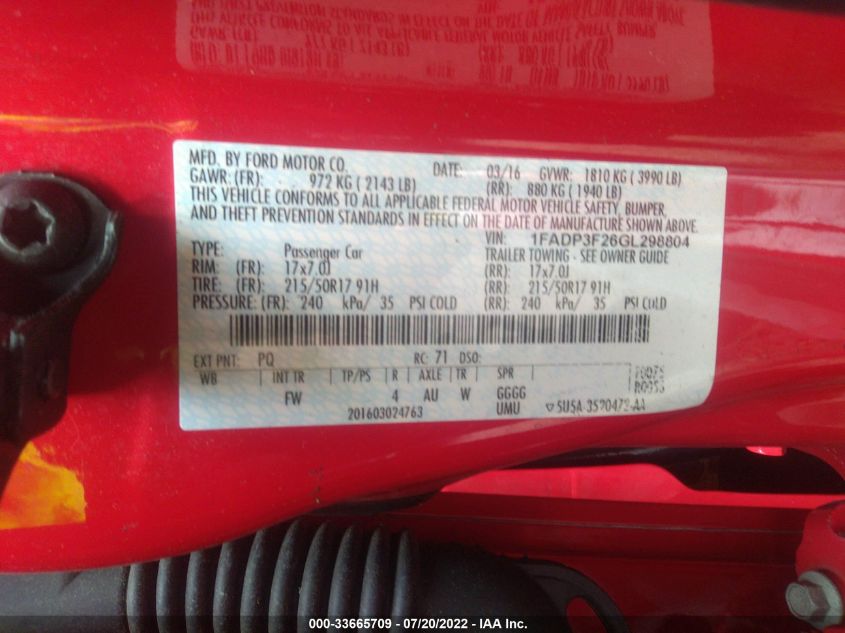 MFD. BY FORD MOTOR CO. DATE: 03/16 GVWR: 1810 KG ( 3990 LB)
GAWR: (FR): 972 KG ( 2143 LB) (RR): 880 KG ( 1940 LB)
THIS VEHICLE CONFORMS TO ALL APPLICABLE FEDERAL MOTOR VEHICLE SAFETY, BUMPER,
AND THEFT PREVENTION STANDARDS IN EFFECT ON THE DATE OF MANUFACTURE SHOWN ABOVE.
VIN: 1FADP3F26GL298804
TYPE: Passenger Car TRAILER TOWING - SEE OWNER GUIDE
RIM: (FR): 17x7.0J (RR): 17x7.0J
TIRE: (FR): 215/50R17 91H (RR): 215/50R17 91H
PRESSURE: (FR): 240 kPa/ 35 PSI COLD (RR): 240 kPa/ 35 PSI COLD
EXT PNT: PQ RC: 71 DSO:
WB INT TR TP/PS R AXLE TR SPR
FW 4 AU W GGGG
201603024763 UMU
000-33665709 - 07/20/2022 - IAA Inc.